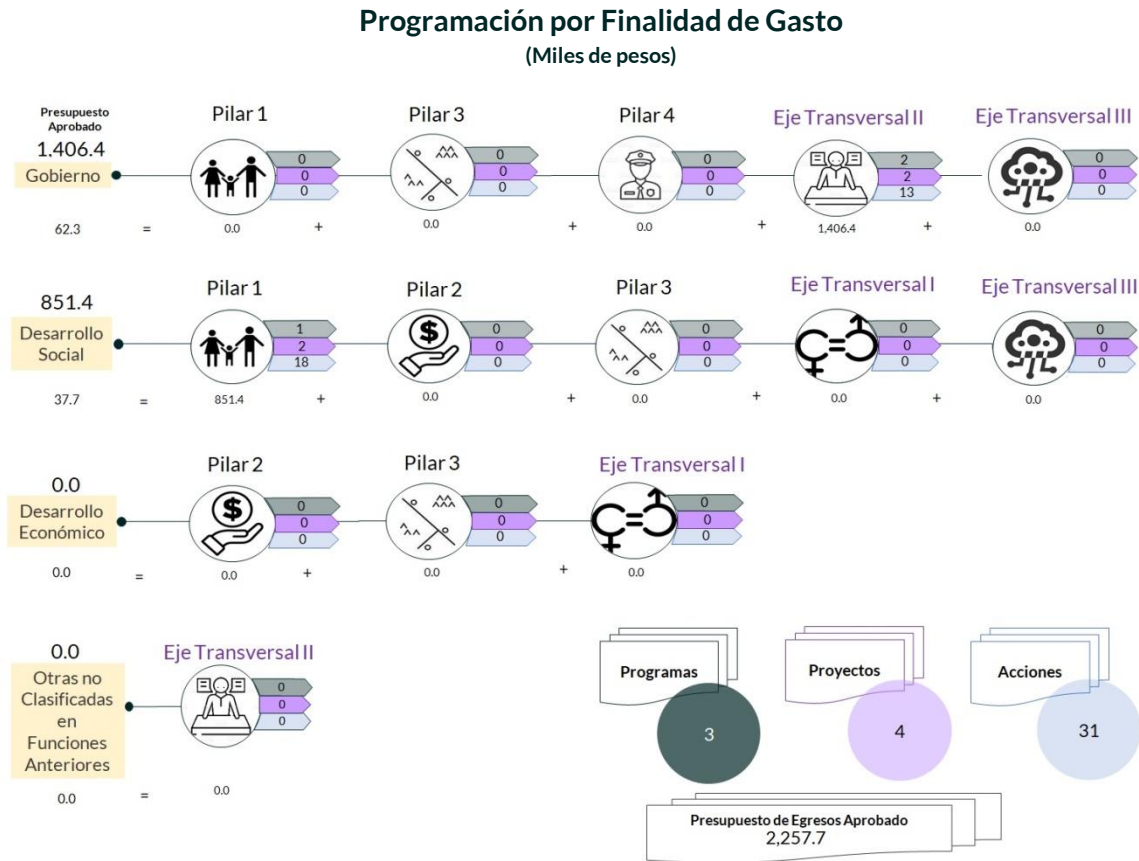 Programación por Finalidad de Gasto
(Miles de pesos)
Presupuesto
Aprobado
1,406.4
Gobierno
Pilar 1
0
0
0
Pilar 3
0
0
0
Pilar 4
0
0
0
Eje Transversal II
2
2
13
Eje Transversal III
0
0
0
62.3 = 0.0 + 0.0 + 0.0 + 1,406.4 + 0.0
851.4
Desarrollo
Social
Pilar 1
1
2
18
Pilar 2
$
0
0
0
Pilar 3
0
0
0
Eje Transversal I
0
0
0
Eje Transversal III
0
0
0
37.7 = 851.4 + 0.0 + 0.0 + 0.0 + 0.0
0.0
Desarrollo
Económico
Pilar 2
$
0
0
0
Pilar 3
0
0
0
Eje Transversal I
0
0
0
0.0 = 0.0 + 0.0 + 0.0
0.0
Otras no
Clasificadas
en
Funciones
Anteriores
Eje Transversal II
0
0
0
0.0 = 0.0
Programas
3
Proyectos
4
Acciones
31
Presupuesto de Egresos Aprobado
2,257.7